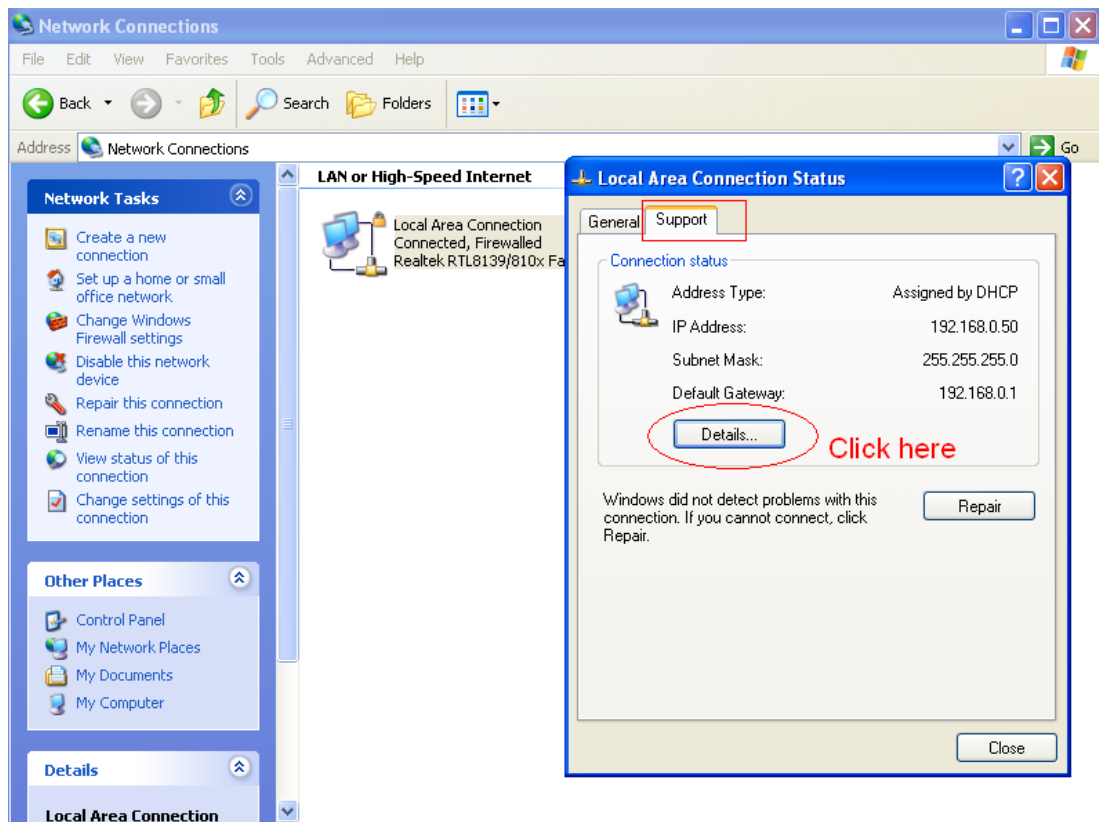 Network Connections
File Edit View Favorites Tools Advanced Help
Back Search Folders
Address Network Connections Go
Network Tasks
Create a new
connection
Set up a home or small
office network
Change Windows
Firewall settings
Disable this network
device
Repair this connection
Rename this connection
View status of this
connection
Change settings of this
connection
Other Places
Control Panel
My Network Places
My Documents
My Computer
Details
Local Area Connection
LAN or High-Speed Internet
Local Area Connection
Connected, Firewalled
Realtek RTL8139/810x Fa
Local Area Connection Status
General Support
Connection status
Address Type: Assigned by DHCP
IP Address: 192.168.0.50
Subnet Mask: 255.255.255.0
Default Gateway: 192.168.0.1
Details... Click here
Windows did not detect problems with this
connection. If you cannot connect, click
Repair.
Repair
Close